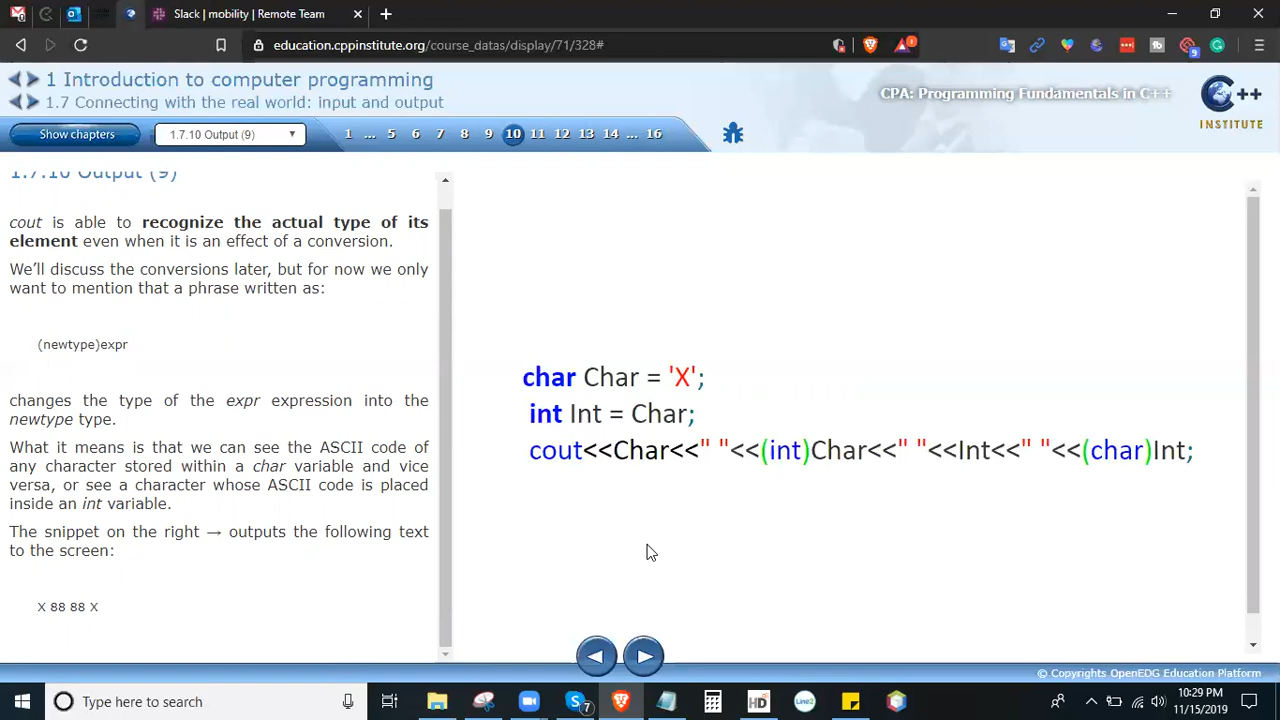 Slack | mobility | Remote Team
education.cppinstitute.org/course_datas/display/71/328#
1 Introduction to computer programming
1.7 Connecting with the real world: input and output
CPA: Programming Fundamentals in C++
C++
INSTITUTE
Show chapters
1.7.10 Output (9)
1 ... 5 6 7 8 9 10 11 12 13 14 ... 16
1.7.10 Output (9)
cout is able to recognize the actual type of its
element even when it is an effect of a conversion.
We'll discuss the conversions later, but for now we only
want to mention that a phrase written as:
(newtype)expr
changes the type of the expr expression into the
newtype type.
What it means is that we can see the ASCII code of
any character stored within a char variable and vice
versa, or see a character whose ASCII code is placed
inside an int variable.
The snippet on the right → outputs the following text
to the screen:
X 88 88 X
char Char = 'X';
int Int = Char;
cout<<Char<<" "<<(int)Char<<" "<<Int<<" "<<(char)Int;
© Copyrights OpenEDG Education Platform
Type here to search
7
HD
Line2
10:29 PM
11/15/2019